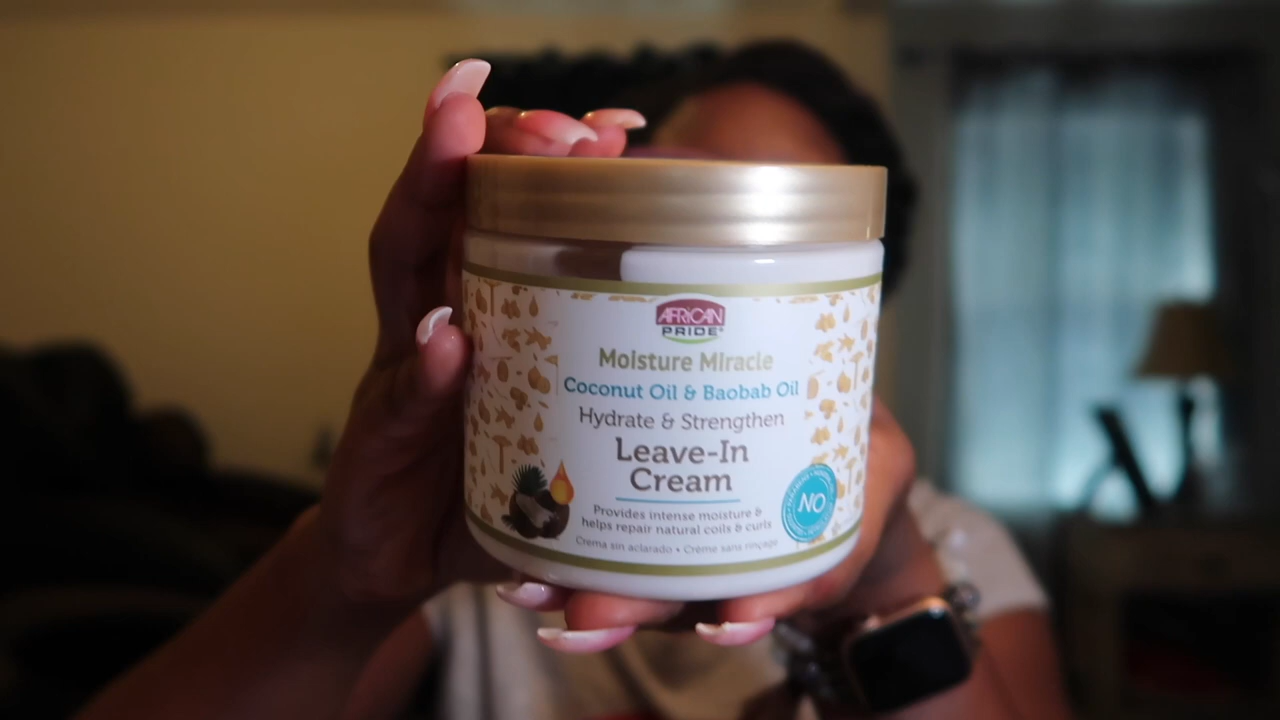 AFRICAN
PRIDE
Moisture Miracle
Coconut Oil & Baobab Oil
Hydrate & Strengthen
Leave-In
Cream
NO
Provides intense moisture &
helps repair natural coils & curls
Crema sin aclarado • Crème sans rinçage